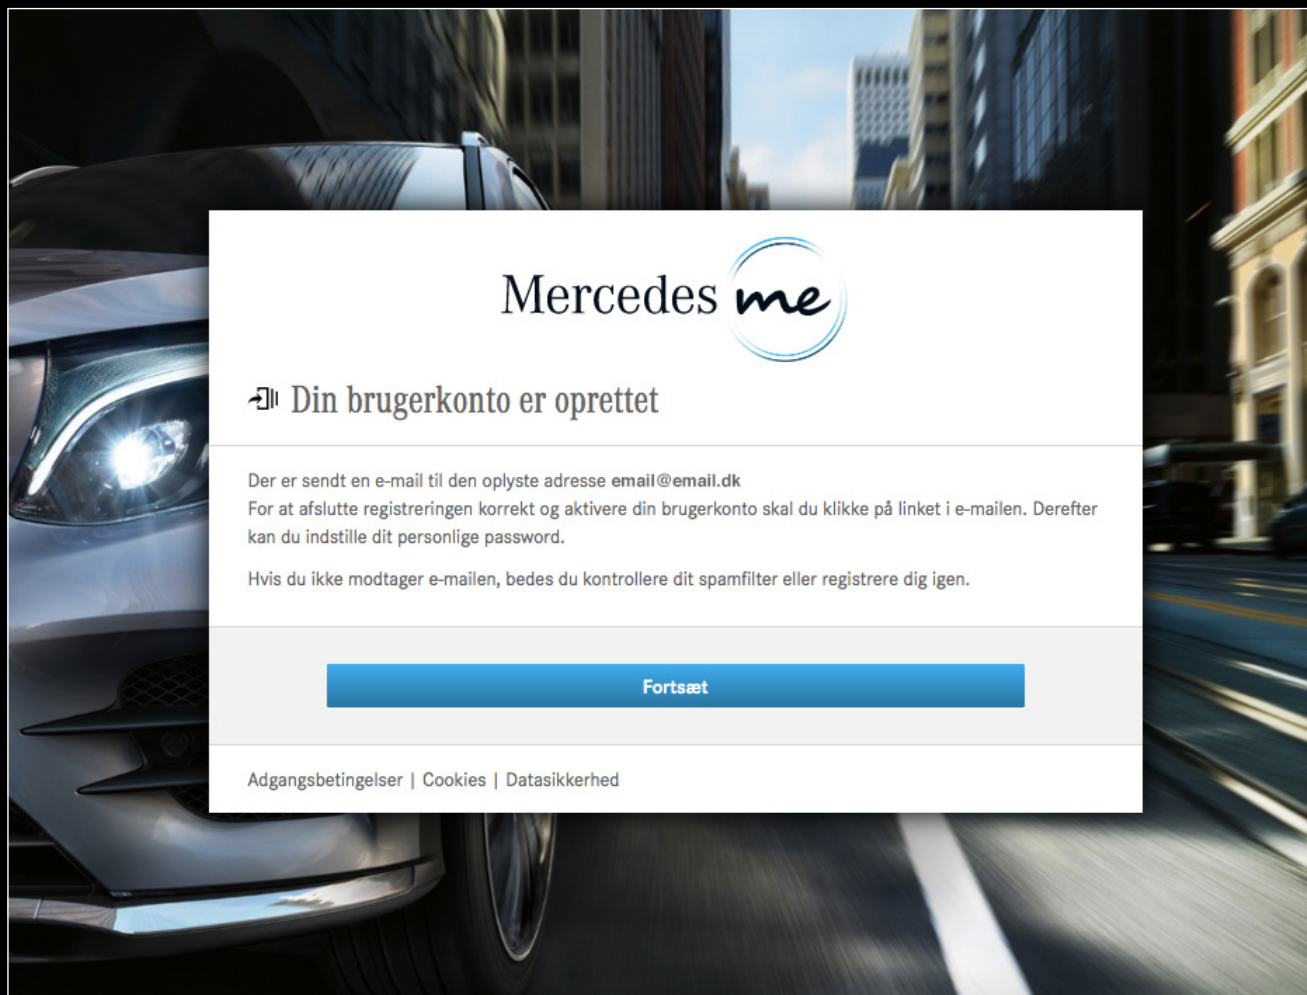 Mercedes me
Din brugerkonto er oprettet
Der er sendt en e-mail til den oplyste adresse email@email.dk
For at afslutte registreringen korrekt og aktivere din brugerkonto skal du klikke på linket i e-mailen. Derefter
kan du indstille dit personlige password.
Hvis du ikke modtager e-mailen, bedes du kontrollere dit spamfilter eller registrere dig igen.
Fortsæt
Adgangsbetingelser | Cookies | Datasikkerhed